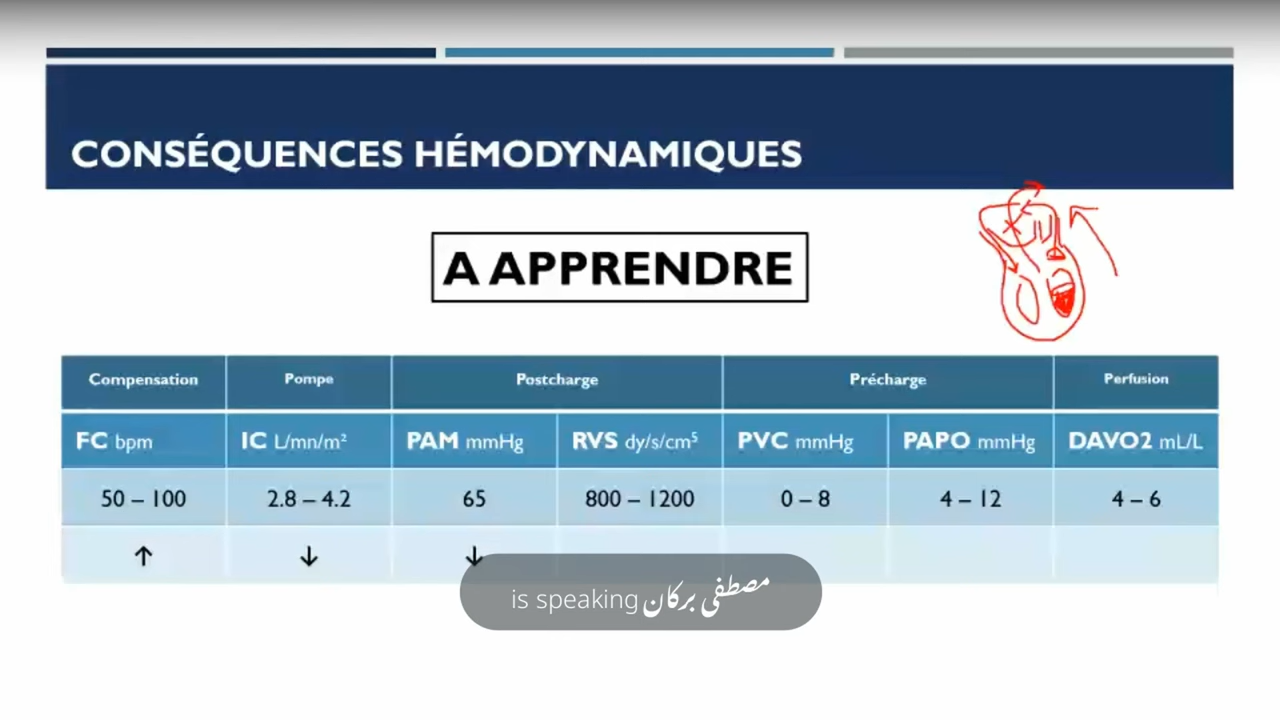 CONSÉQUENCES HÉMODYNAMIQUES
A APPRENDRE
Compensation Pompe Postcharge Précharge Perfusion
FC bpm IC L/mn/m² PAM mmHg RVS dy/s/cm⁵ PVC mmHg PAPO mmHg DAVO2 mL/L
50 – 100 2.8 – 4.2 65 800 – 1200 0 – 8 4 – 12 4 – 6
↑ ↓ ↓
is speaking مصطفى بركان